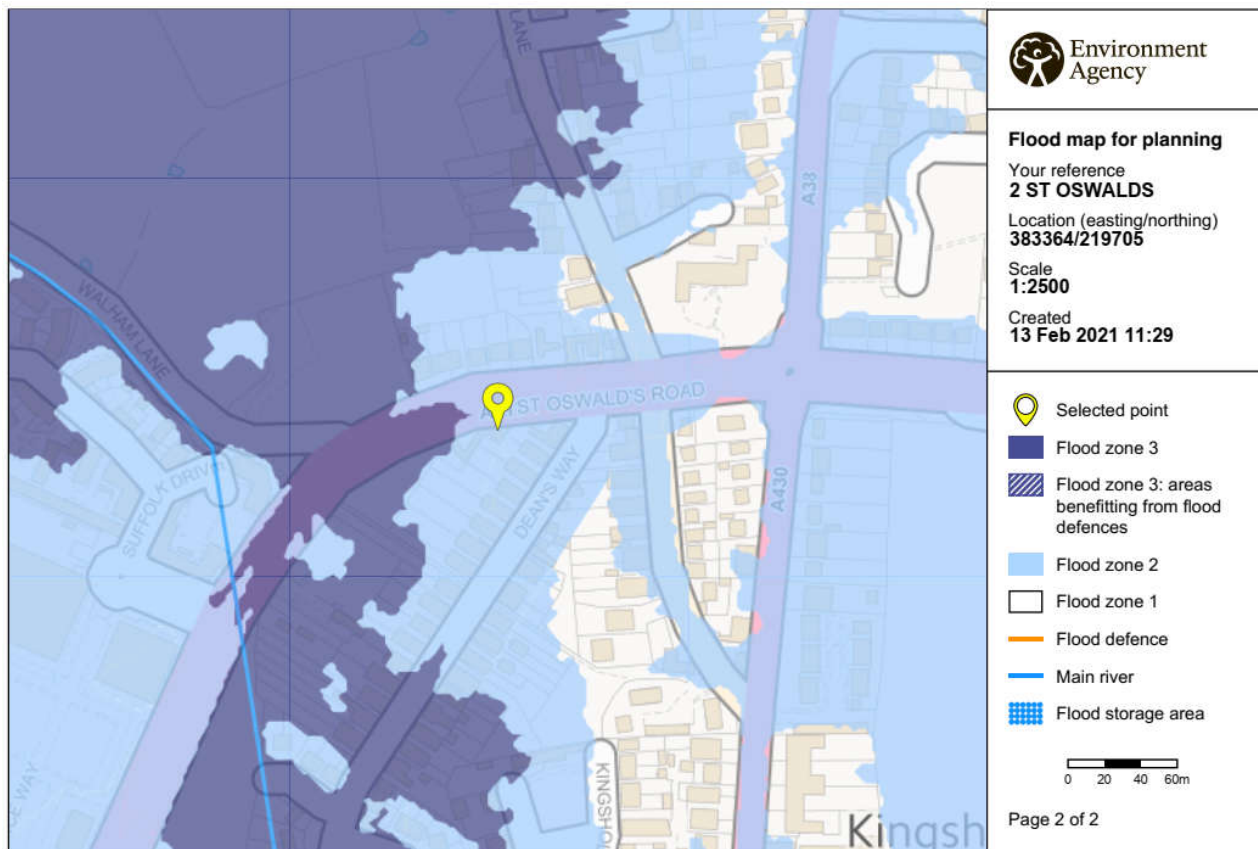 LANE
A38
WALHAM LANE
ST OSWALD'S ROAD
SUFFOLK DRIVE
DEAN'S WAY
A430
KINGSHO
Kingsh
Environment
Agency
Flood map for planning
Your reference
2 ST OSWALDS
Location (easting/northing)
383364/219705
Scale
1:2500
Created
13 Feb 2021 11:29
Selected point
Flood zone 3
Flood zone 3: areas
benefitting from flood
defences
Flood zone 2
Flood zone 1
Flood defence
Main river
Flood storage area
0 20 40 60m
Page 2 of 2